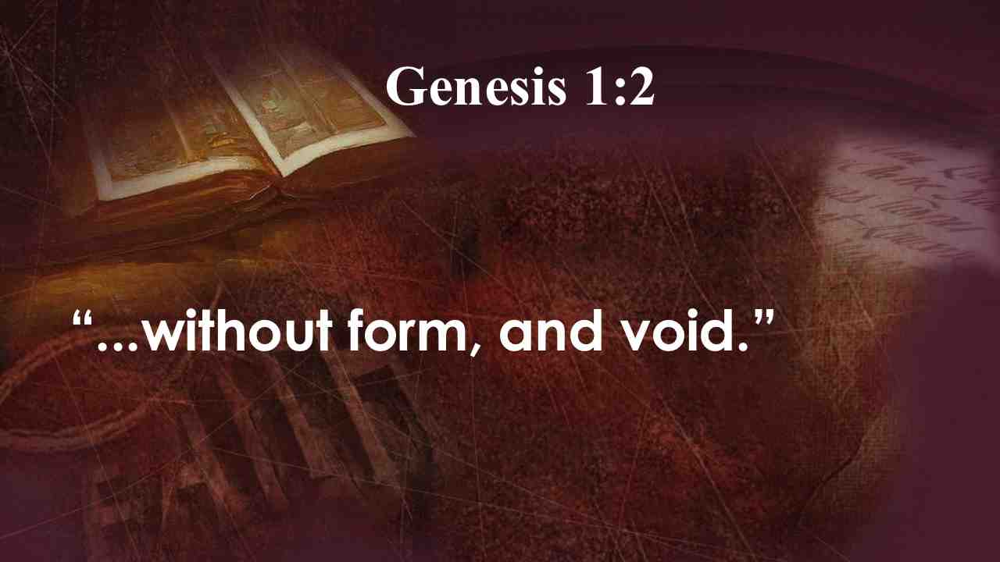 Genesis 1:2
“...without form, and void.”